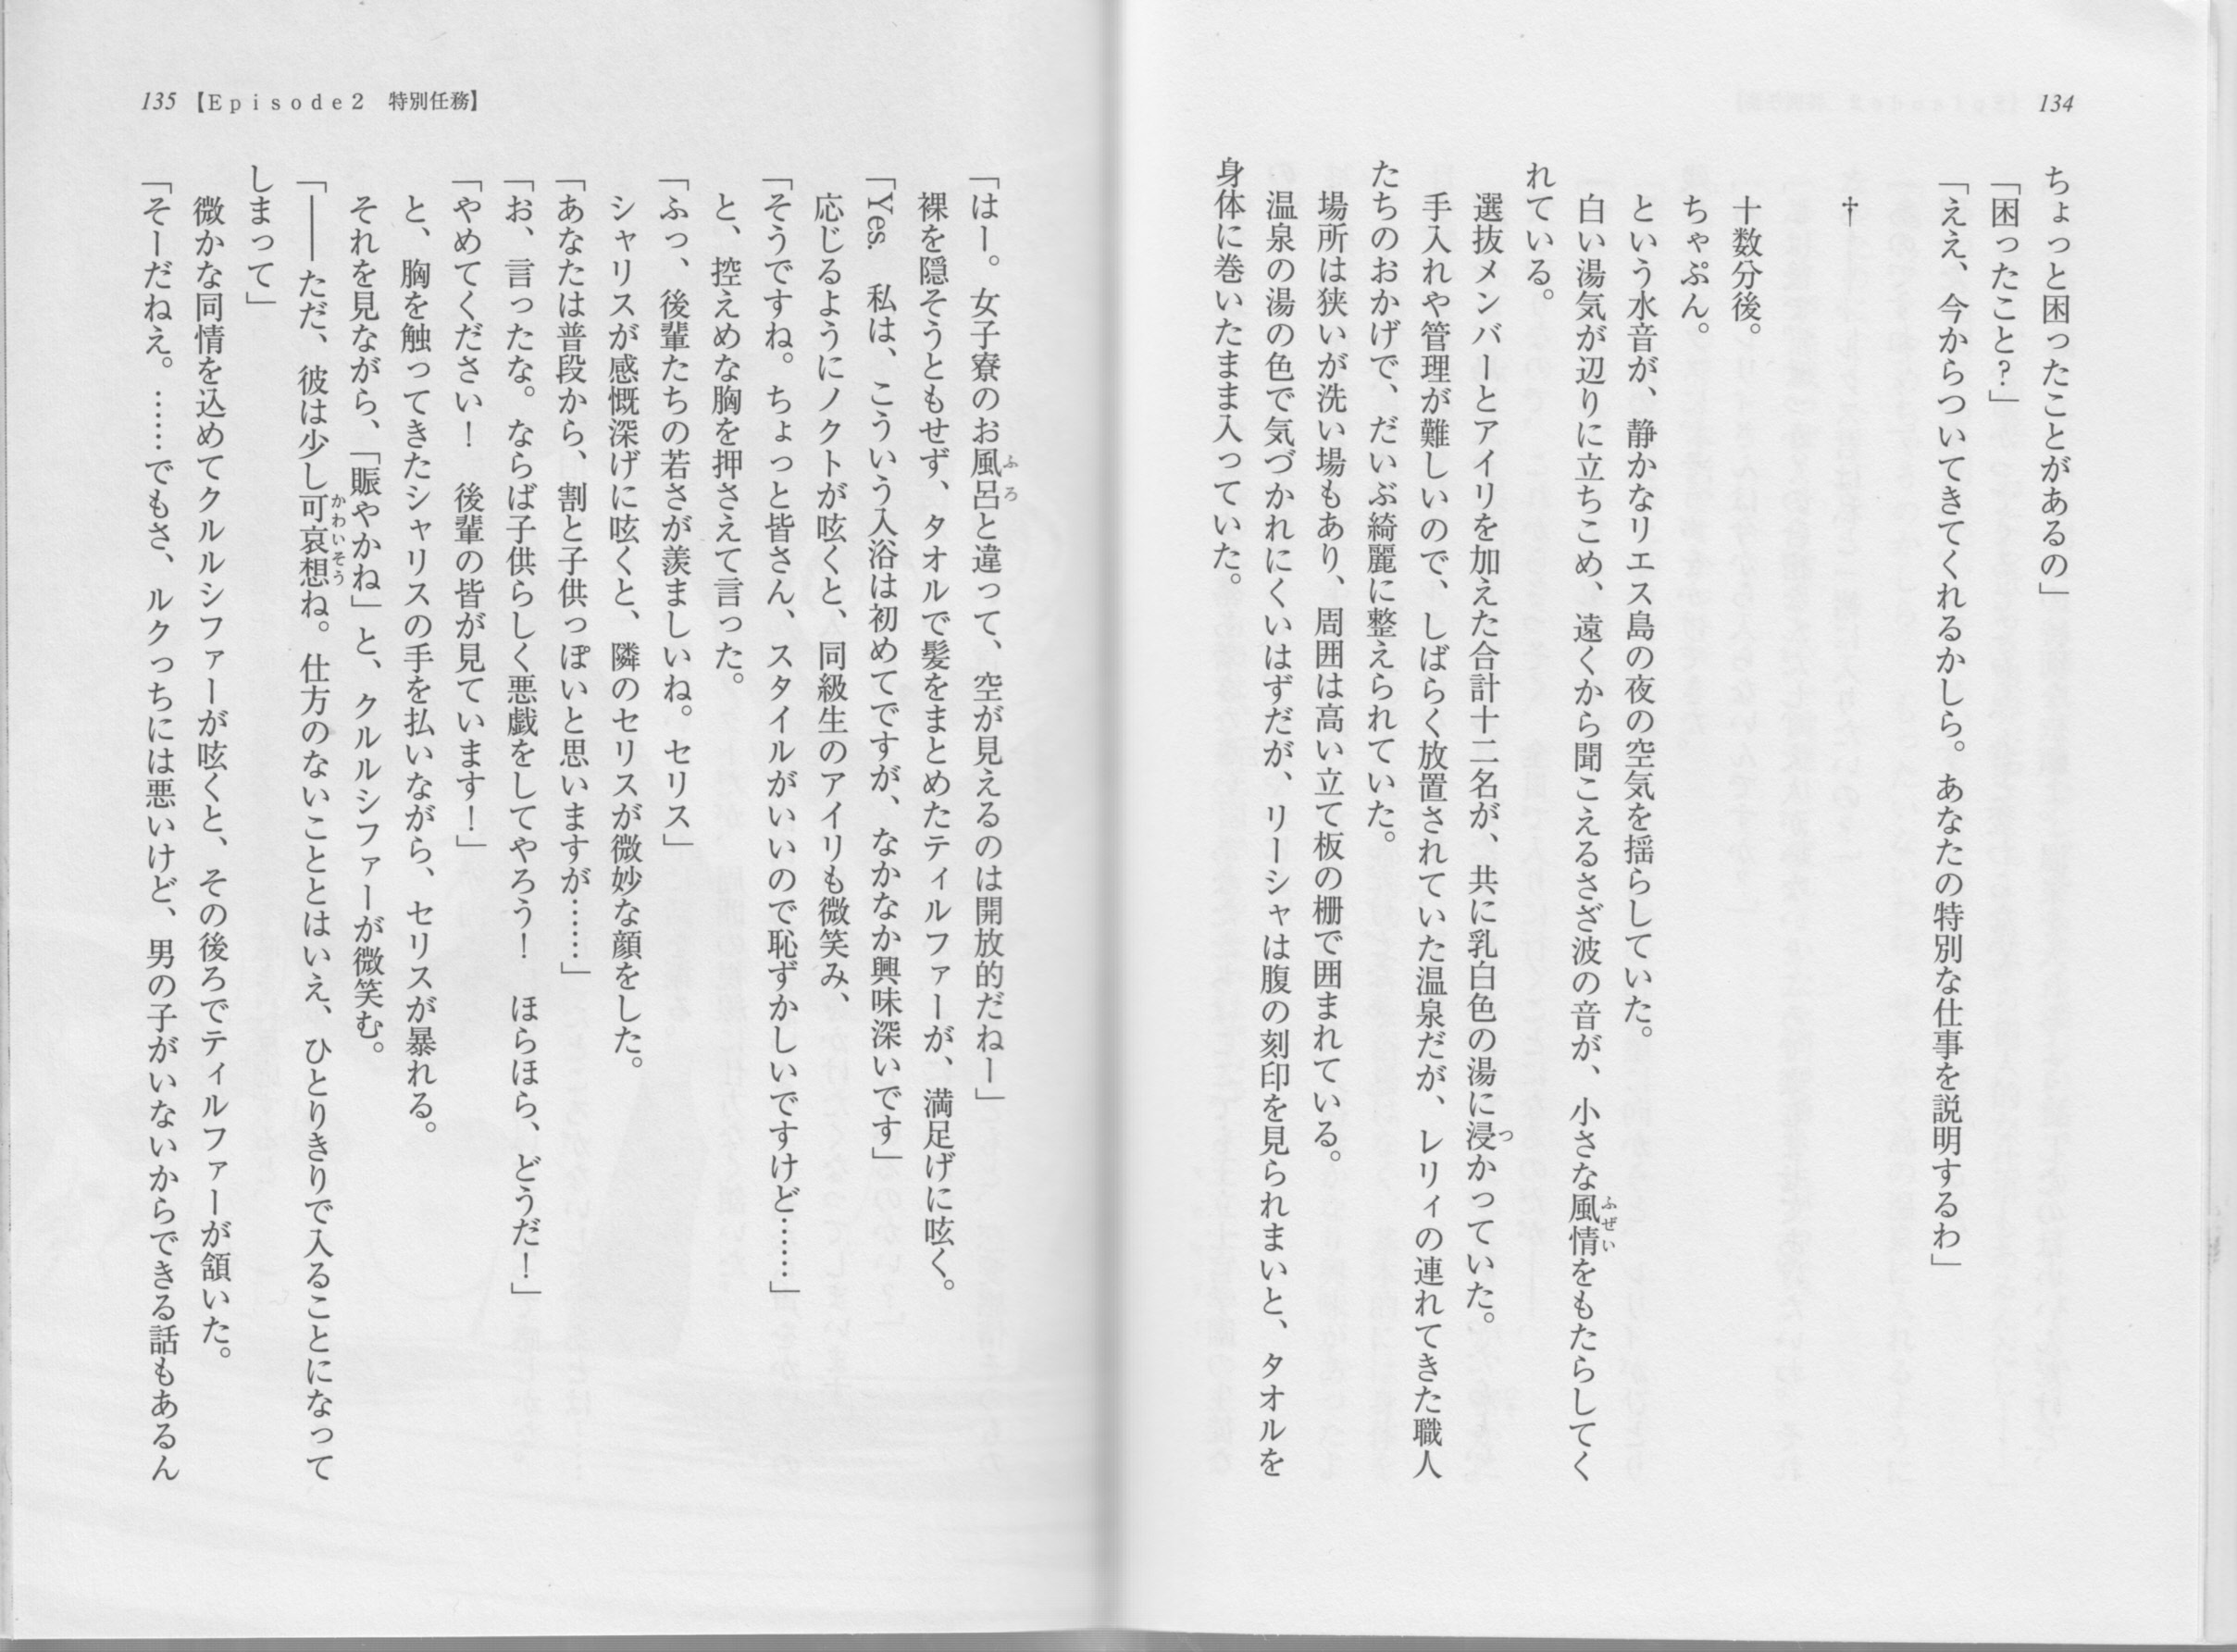 134
ちょっと困ったことがあるの」
「困ったこと？」
「ええ、今からついてきてくれるかしら。あなたの特別な仕事を説明するわ」
†
十数分後。
ちゃぷん。
という水音が、静かなリエス島の夜の空気を揺らしていた。
白い湯気が辺りに立ちこめ、遠くから聞こえるさざ波の音が、小さな風情をもたらしてく
れている。
選抜メンバーとアイリを加えた合計十二名が、共に乳白色の湯に浸かっていた。
手入れや管理が難しいので、しばらく放置されていた温泉だが、レリィの連れてきた職人
たちのおかげで、だいぶ綺麗に整えられていた。
場所は狭いが洗い場もあり、周囲は高い立て板の柵で囲まれている。
温泉の湯の色で気づかれにくいはずだが、リーシャは腹の刻印を見られまいと、タオルを
身体に巻いたまま入っていた。
135 【Episode2　特別任務】
「はー。女子寮のお風呂と違って、空が見えるのは開放的だねー」
裸を隠そうともせず、タオルで髪をまとめたティルファーが、満足げに呟く。
「Yes.　私は、こういう入浴は初めてですが、なかなか興味深いです」
応じるようにノクトが呟くと、同級生のアイリも微笑み、
「そうですね。ちょっと皆さん、スタイルがいいので恥ずかしいですけど……」
と、控えめな胸を押さえて言った。
「ふっ、後輩たちの若さが羨ましいね。セリス」
シャリスが感慨深げに呟くと、隣のセリスが微妙な顔をした。
「あなたは普段から、割と子供っぽいと思いますが……」
「お、言ったな。ならば子供らしく悪戯をしてやろう！　ほらほら、どうだ！」
「やめてください！　後輩の皆が見ています！」
と、胸を触ってきたシャリスの手を払いながら、セリスが暴れる。
それを見ながら、「賑やかね」と、クルルシファーが微笑む。
「――ただ、彼は少し可哀想ね。仕方のないこととはいえ、ひとりきりで入ることになって
しまって」
微かな同情を込めてクルルシファーが呟くと、その後ろでティルファーが頷いた。
「そーだねえ。……でもさ、ルクっちには悪いけど、男の子がいないからできる話もあるん